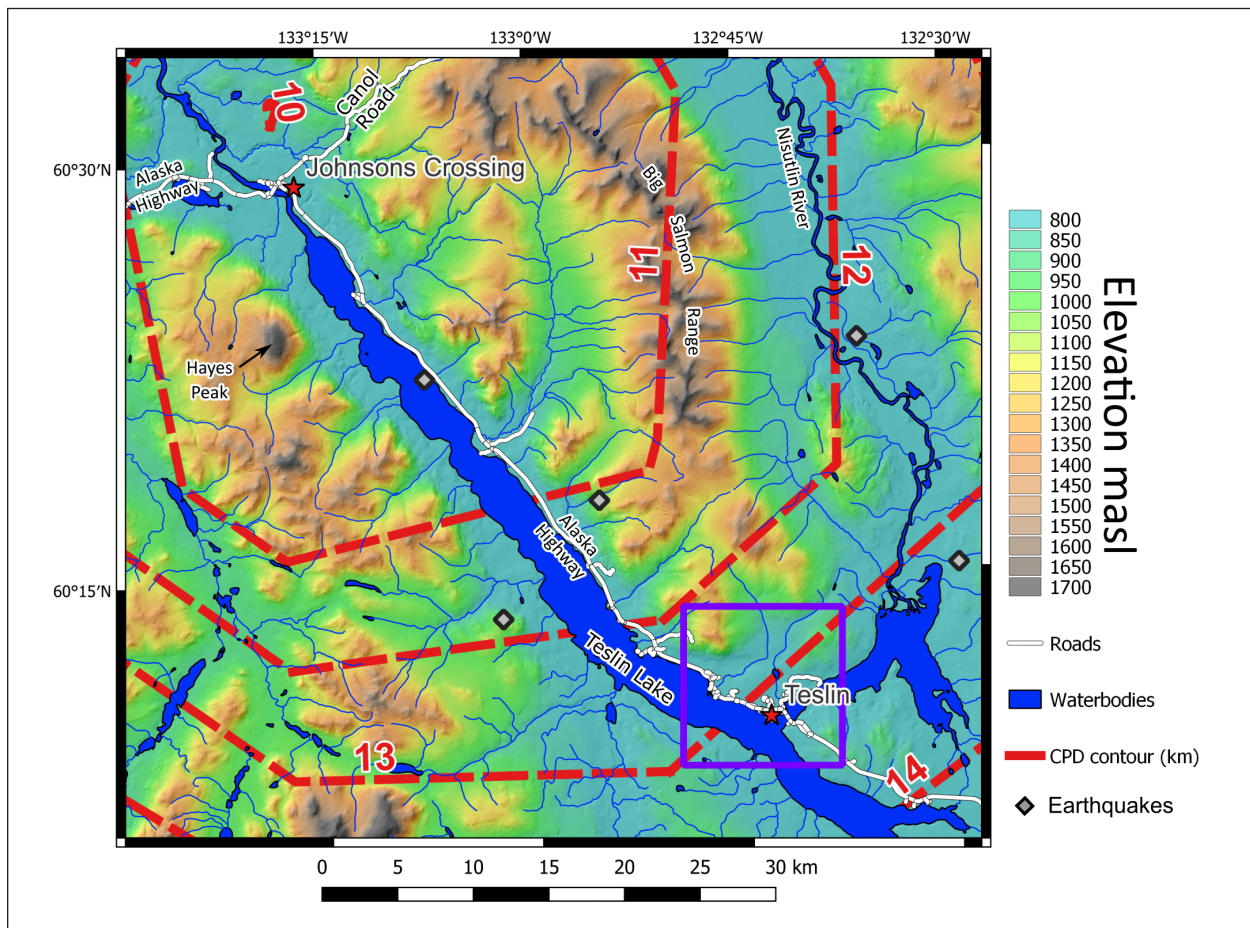 133°15'W
133°0'W
132°45'W
132°30'W
10
Canol
Road
Johnsons Crossing
Alaska
Highway
60°30'N
Nisutlin River
Big
Salmon
Range
11
12
Hayes
Peak
Alaska
Highway
60°15'N
Teslin Lake
Teslin
13
14
800
850
900
950
1000
1050
1100
1150
1200
1250
1300
1350
1400
1500
1550
1600
1650
1700
Elevation masl
Roads
Waterbodies
CPD contour (km)
Earthquakes
0 5 10 15 20 25 30 km